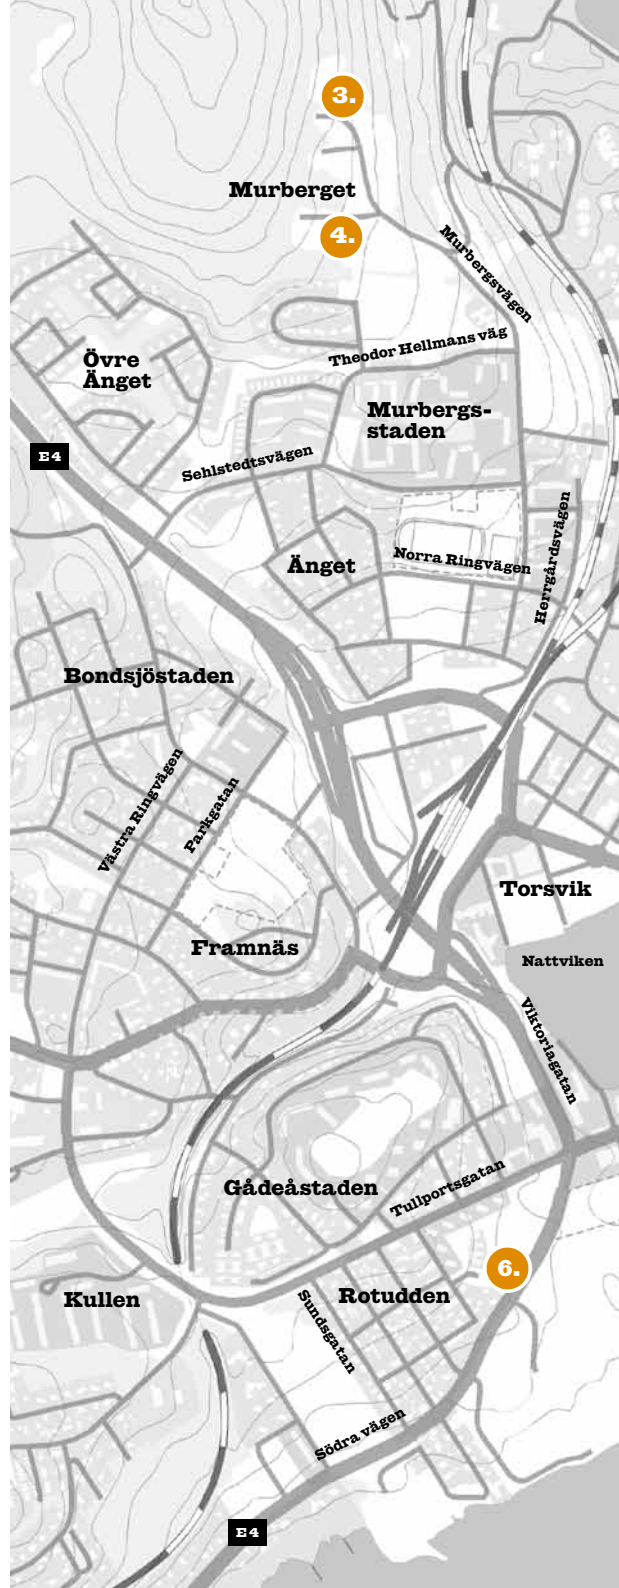 3.
Murberget
4.
Murbergsvägen
Theodor Hellmans väg
Övre
Änget
Murbergs-
staden
E4
Sehlstedtsvägen
Herrgårdsvägen
Norra Ringvägen
Änget
Bondsjöstaden
Västra Ringvägen
Parkgatan
Torsvik
Framnäs
Nattviken
Viktoriagatan
Gådeåstaden
Tullportsgatan
6.
Kullen
Rotudden
Sundsgatan
Södra vägen
E4